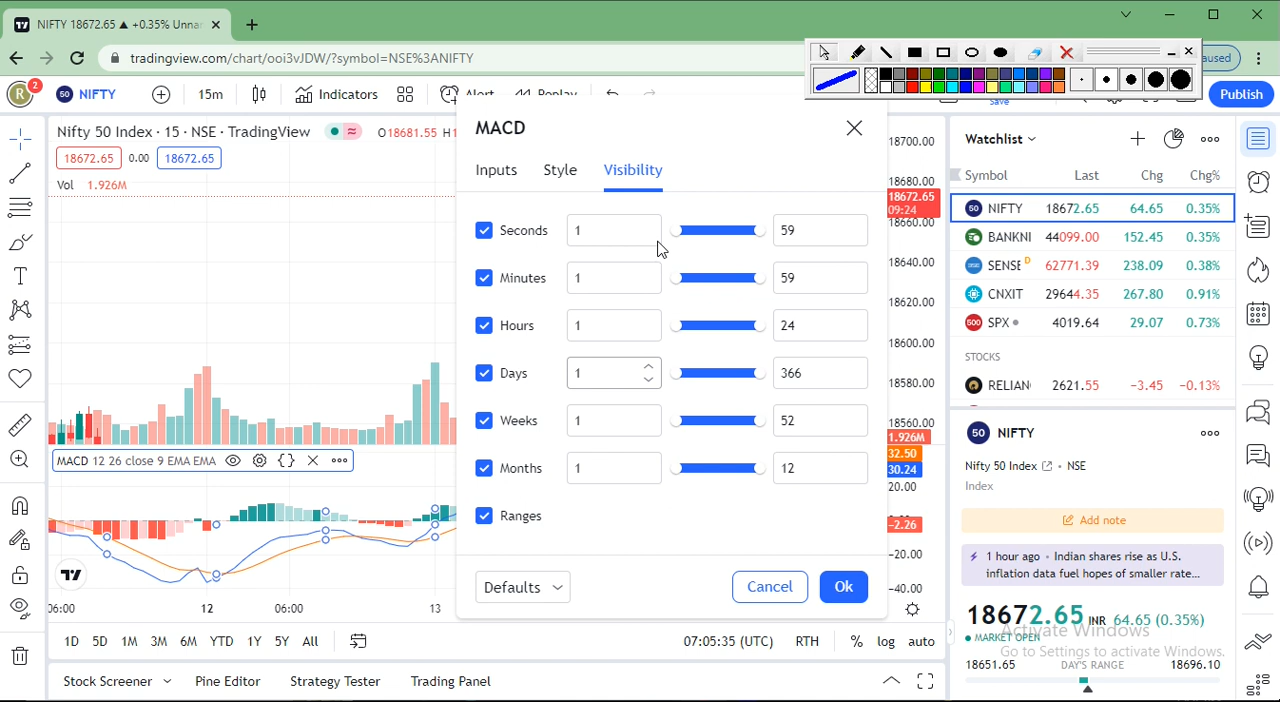 NIFTY 18672.65 ▲ +0.35% Unna
tradingview.com/chart/
?symbol=NSE%3ANIFTY
aused
R 2
50 NIFTY
15m
Indicators
Alert
Replay
Save
Publish
Nifty 50 Index · 15 · NSE · TradingView
O18681.55 H1
18672.65 0.00 18672.65
Vol 1.926M
MACD
Inputs Style Visibility
Seconds 1 59
Minutes 1 59
Hours 1 24
Days 1 366
Weeks 1 52
Months 1 12
Ranges
Defaults
Cancel
Ok
MACD 12 26 close 9 EMA EMA
18700.00
18680.00
18672.65
09:24
18660.00
18640.00
18620.00
18600.00
18580.00
18560.00
1.926M
32.50
30.24
20.00
-2.26
-20.00
-40.00
06:00 12 06:00 13
1D 5D 1M 3M 6M YTD 1Y 5Y All
07:05:35 (UTC) RTH % log auto
Stock Screener Pine Editor Strategy Tester Trading Panel
Watchlist
Symbol Last Chg Chg%
50 NIFTY 18672.65 64.65 0.35%
BANKNI 44099.00 152.45 0.35%
SENSE D 62771.39 238.09 0.38%
CNXIT 29644.35 267.80 0.91%
500 SPX 4019.64 29.07 0.73%
STOCKS
RELIAN 2621.55 −3.45 −0.13%
50 NIFTY
Nifty 50 Index • NSE
Index
Add note
1 hour ago • Indian shares rise as U.S.
inflation data fuel hopes of smaller rate...
18672.65 INR 64.65 (0.35%)
MARKET OPEN
Activate Windows
Go to Settings to activate Windows.
18651.65 DAY'S RANGE 18696.10